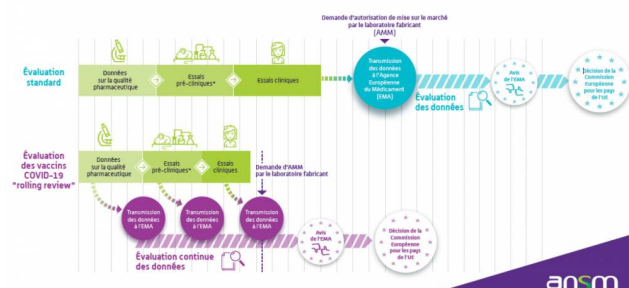 Demande d'autorisation de mise sur le marché
par le laboratoire fabricant
(AMM)
Évaluation
standard
Données
sur la qualité
pharmaceutique
Essais
pré-cliniques*
Essais cliniques
Transmission
des données
à l'Agence
Européenne
du Médicament
(EMA)
Évaluation
des données
Avis
de l'EMA
Décision de la
Commission
Européenne
pour les pays
de l'UE
Évaluation
des vaccins
COVID-19
"rolling review"
Données
sur la qualité
pharmaceutique
Essais
pré-cliniques*
Essais
cliniques
Demande d'AMM
par le laboratoire fabricant
Transmission
des données
à l'EMA
Transmission
des données
à l'EMA
Transmission
des données
à l'EMA
Évaluation continue
des données
Avis
de l'EMA
Décision de la
Commission
Européenne
pour les pays
de l'UE
ansm